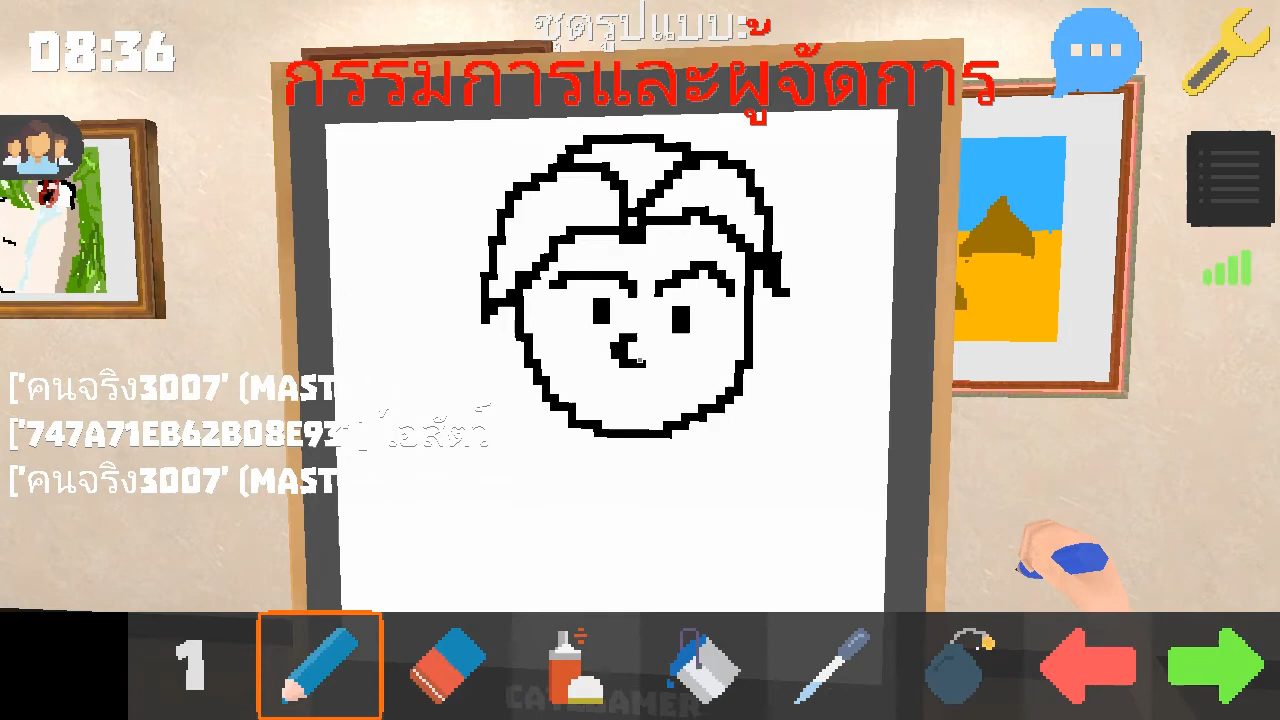 08:36
ชุดรูปแบบ:
กรรมการและผู้จัดการ
['คนจริง3007' (MAST
['747A71EB62B08E93
ไอสัตว์
['คนจริง3007' (MAST
1